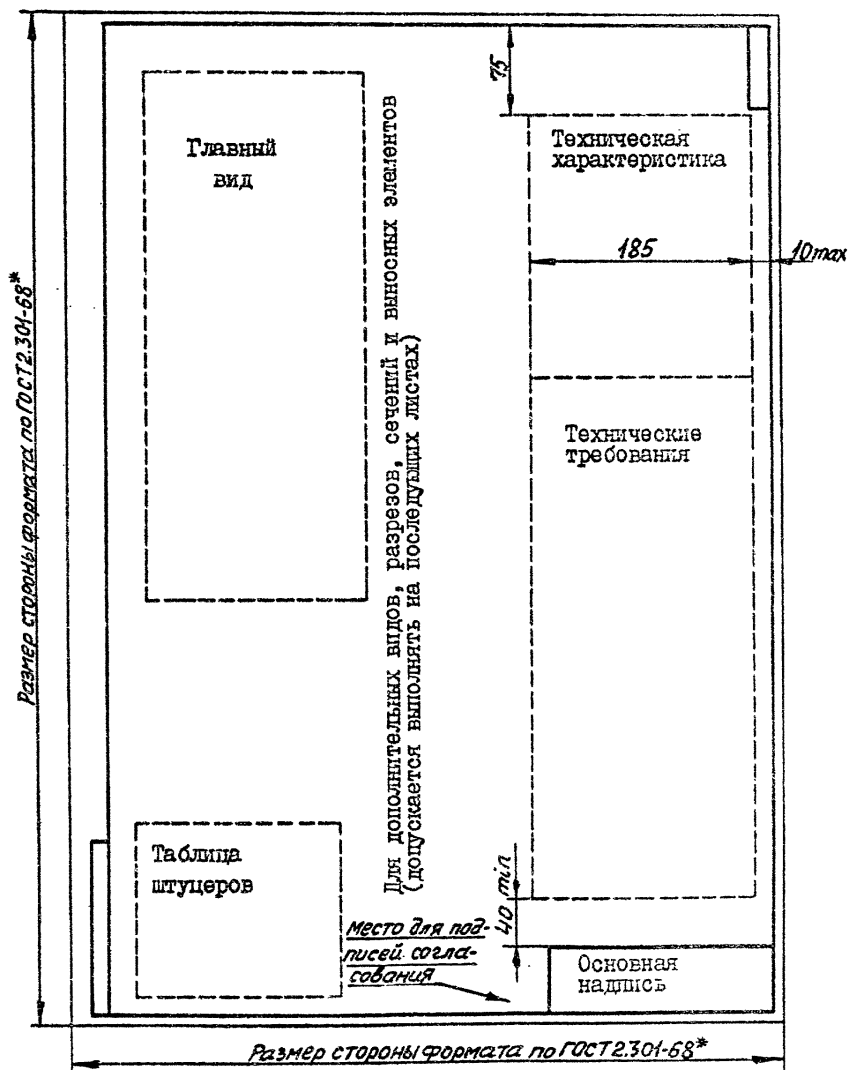 Размер стороны формата по ГОСТ 2.301-68*
Главный
вид
Для дополнительных видов, разрезов, сечений и выносных элементов
(допускается выполнять на последующих листах)
75
Техническая
характеристика
185
10 max
Технические
требования
Таблица
штуцеров
40 min
Место для под-
писей согла-
сования
Основная
надпись
Размер стороны формата по ГОСТ 2.301-68*